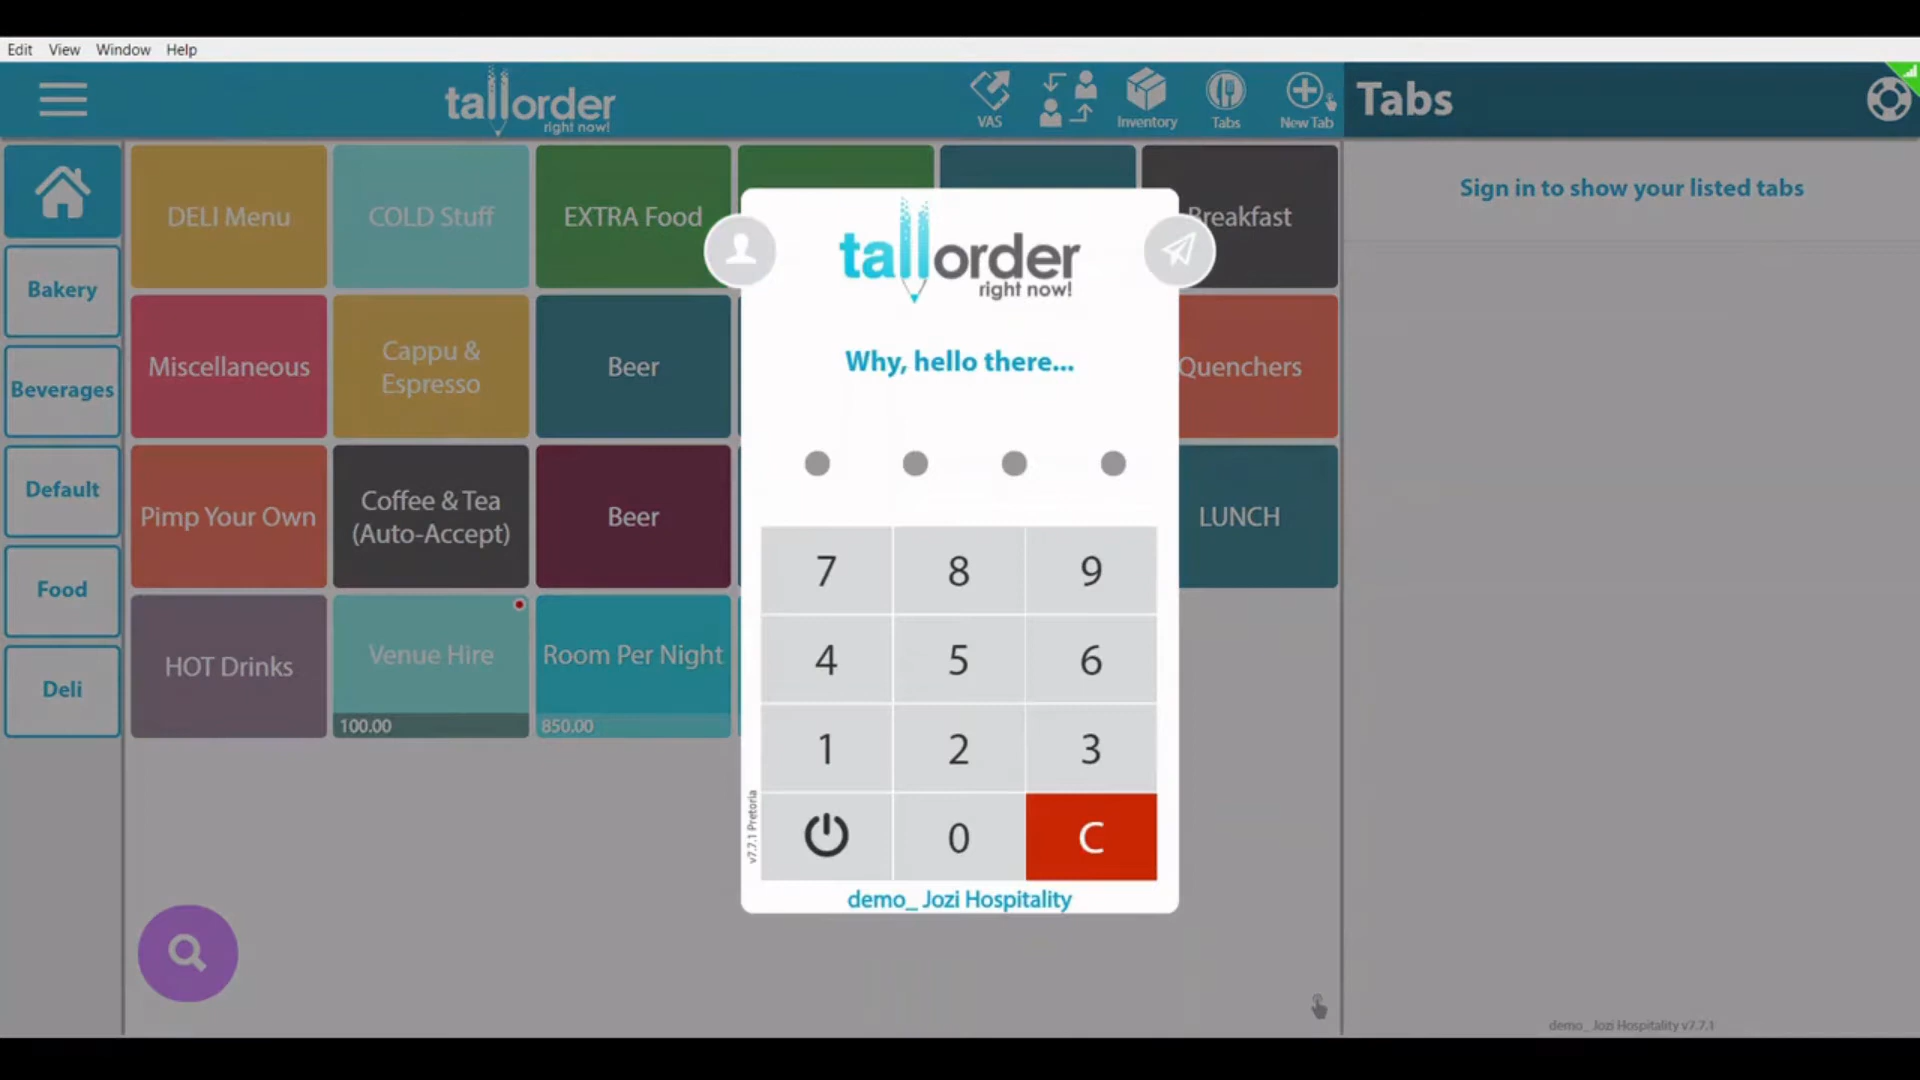 Edit View Window Help
tallorder
right now!
VAS
Inventory
Tabs
New Tab
Tabs
Sign in to show your listed tabs
Bakery
Beverages
Default
Food
Deli
DELI Menu
COLD Stuff
EXTRA Food
Breakfast
Miscellaneous
Cappu &
Espresso
Beer
Quenchers
Pimp Your Own
Coffee & Tea
(Auto-Accept)
Beer
LUNCH
HOT Drinks
Venue Hire
100.00
Room Per Night
850.00
tallorder
right now!
Why, hello there...
7 8 9
4 5 6
1 2 3
0 C
v7.7.1 Pretoria
demo_ Jozi Hospitality
demo_ Jozi Hospitality v7.7.1